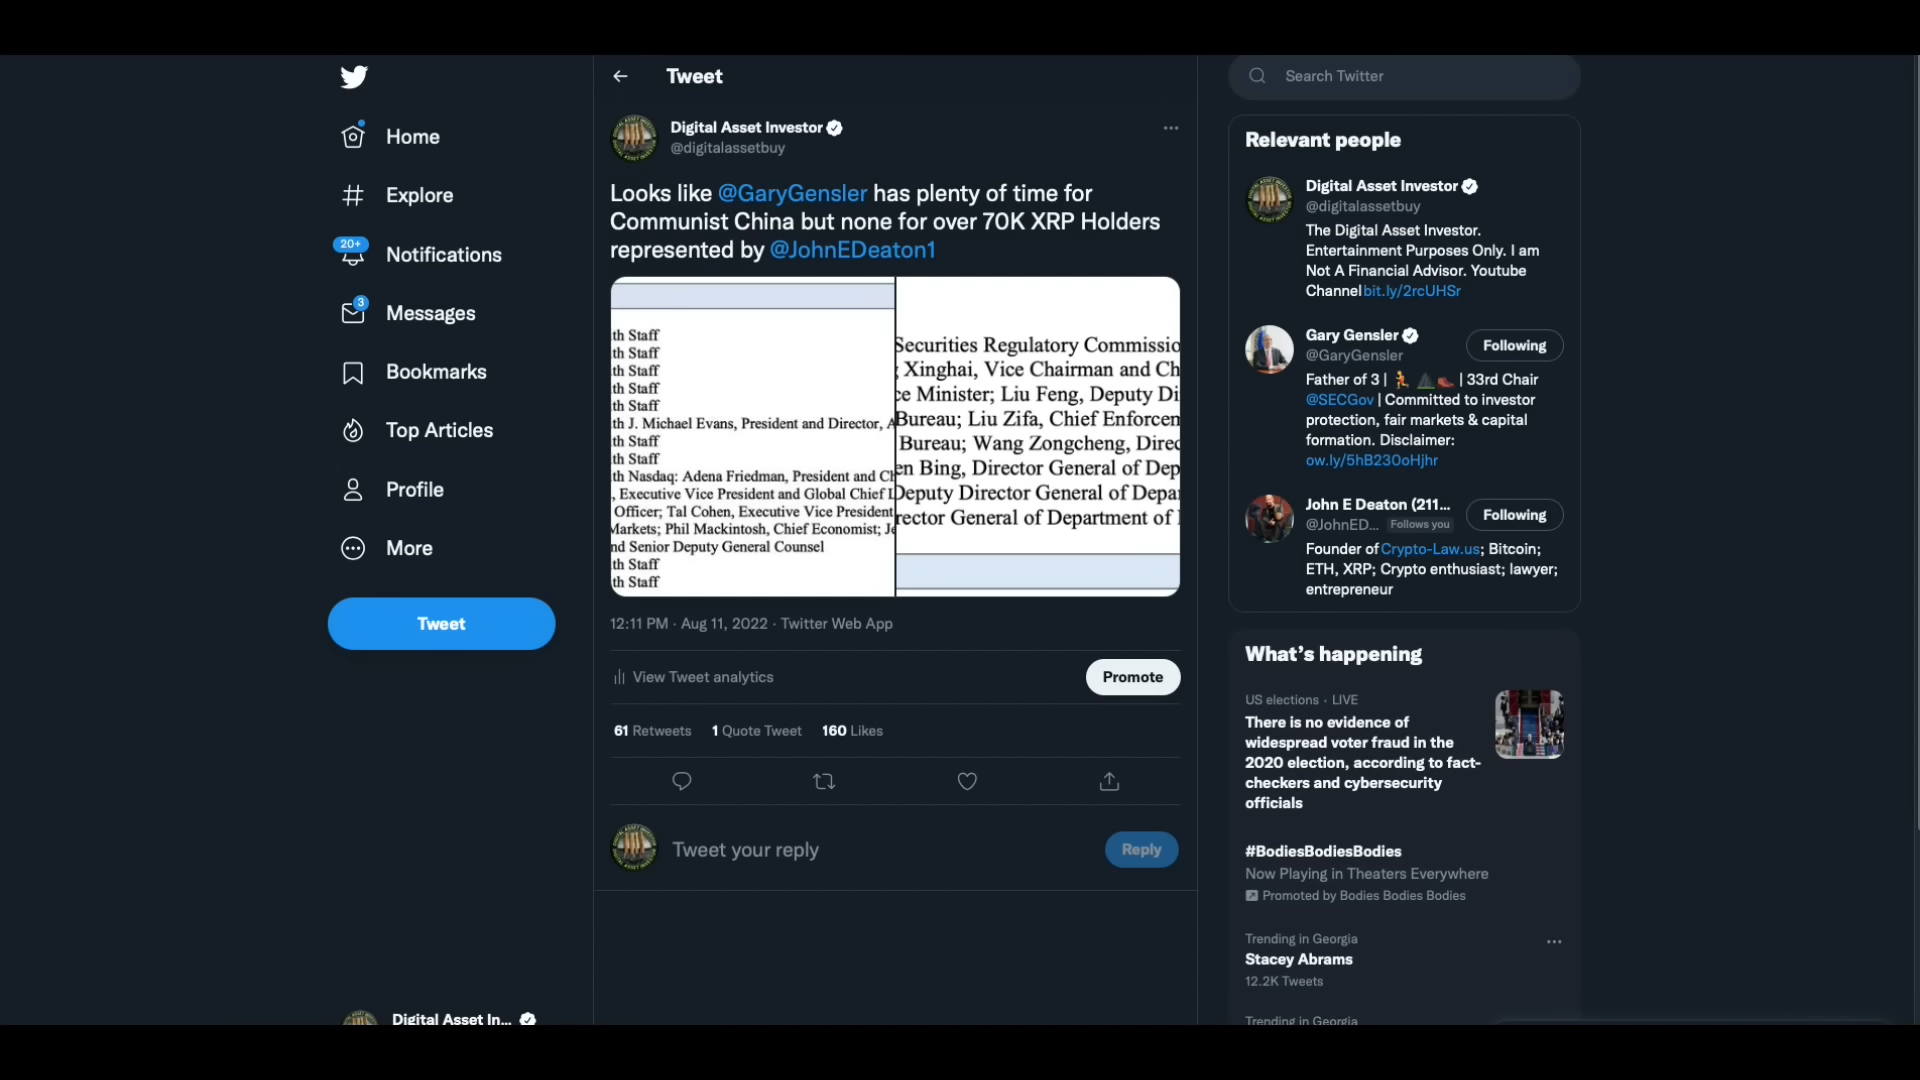 Home
Explore
20+
Notifications
3
Messages
Bookmarks
Top Articles
Profile
More
Tweet
Digital Asset In...
Tweet
Digital Asset Investor
@digitalassetbuy
Looks like @GaryGensler has plenty of time for
Communist China but none for over 70K XRP Holders
represented by @JohnEDeaton1
th Staff
th Staff
th Staff
th Staff
th Staff
th J. Michael Evans, President and Director, A
th Staff
th Staff
th Nasdaq: Adena Friedman, President and Ch
, Executive Vice President and Global Chief L
Officer; Tal Cohen, Executive Vice President
Markets; Phil Mackintosh, Chief Economist; Je
nd Senior Deputy General Counsel
th Staff
th Staff
Securities Regulatory Commissio
; Xinghai, Vice Chairman and Ch
ce Minister; Liu Feng, Deputy Di
Bureau; Liu Zifa, Chief Enforcem
Bureau; Wang Zongcheng, Direc
en Bing, Director General of Dep
Deputy Director General of Depar
rector General of Department of
12:11 PM · Aug 11, 2022 · Twitter Web App
View Tweet analytics
Promote
61 Retweets 1 Quote Tweet 160 Likes
Tweet your reply
Reply
Search Twitter
Relevant people
Digital Asset Investor
@digitalassetbuy
The Digital Asset Investor.
Entertainment Purposes Only. I am
Not A Financial Advisor. Youtube
Channel bit.ly/2rcUHSr
Gary Gensler
@GaryGensler
Following
Father of 3 | 🏃 ⛰️ 🥾 | 33rd Chair
@SECGov | Committed to investor
protection, fair markets & capital
formation. Disclaimer:
ow.ly/5hB230oHjhr
John E Deaton (211...
@JohnED... Follows you
Following
Founder of Crypto-Law.us; Bitcoin;
ETH, XRP; Crypto enthusiast; lawyer;
entrepreneur
What's happening
US elections · LIVE
There is no evidence of
widespread voter fraud in the
2020 election, according to fact-
checkers and cybersecurity
officials
#BodiesBodiesBodies
Now Playing in Theaters Everywhere
Promoted by Bodies Bodies Bodies
Trending in Georgia
Stacey Abrams
12.2K Tweets
Trending in Georgia